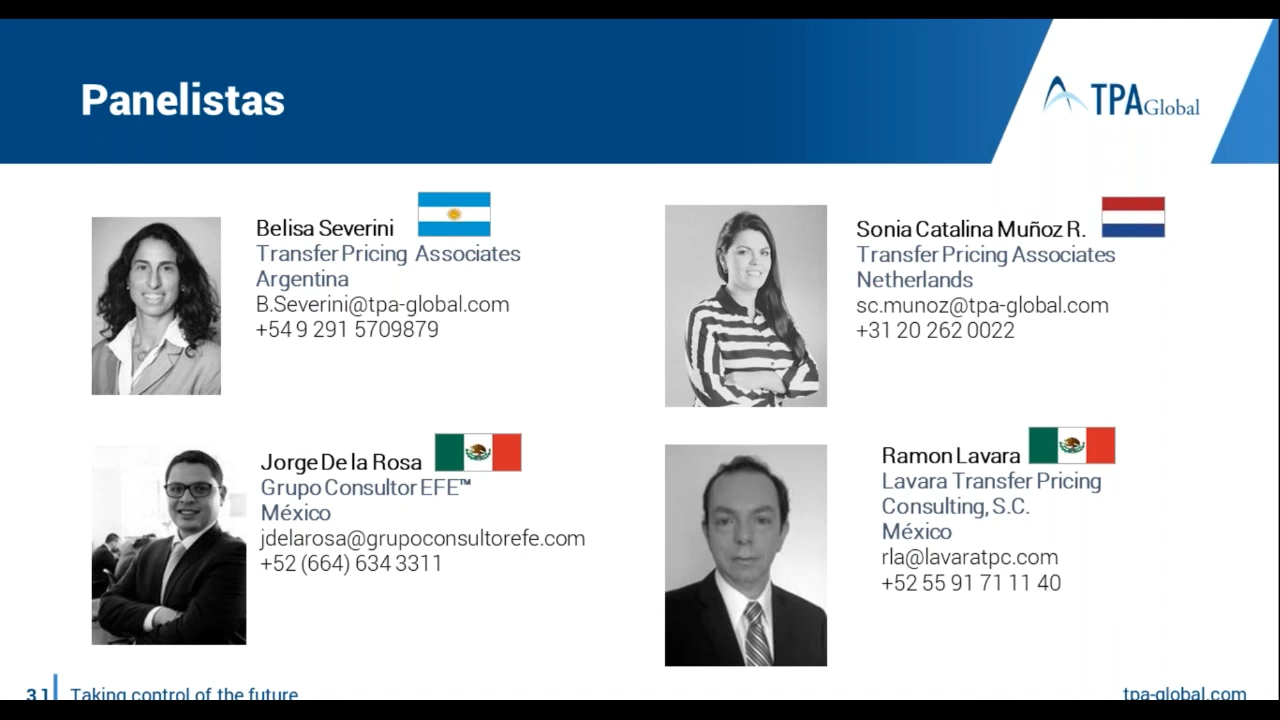 Panelistas
TPA Global
Belisa Severini
Transfer Pricing Associates
Argentina
B.Severini@tpa-global.com
+54 9 291 5709879
Sonia Catalina Muñoz R.
Transfer Pricing Associates
Netherlands
sc.munoz@tpa-global.com
+31 20 262 0022
Jorge De la Rosa
Grupo Consultor EFE™
México
jdelarosa@grupoconsultorefe.com
+52 (664) 634 3311
Ramon Lavara
Lavara Transfer Pricing
Consulting, S.C.
México
rla@lavaratpc.com
+52 55 91 71 11 40
31 Taking control of the future
tpa-global.com